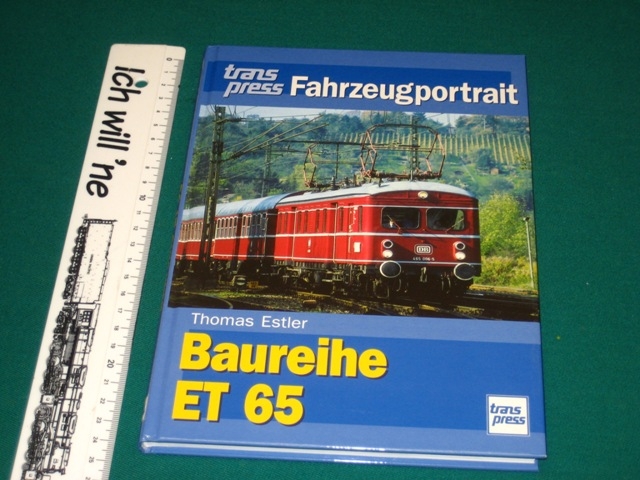 Ich will 'ne
trans
press
Fahrzeugportrait
Thomas Estler
Baureihe
ET 65
trans
press